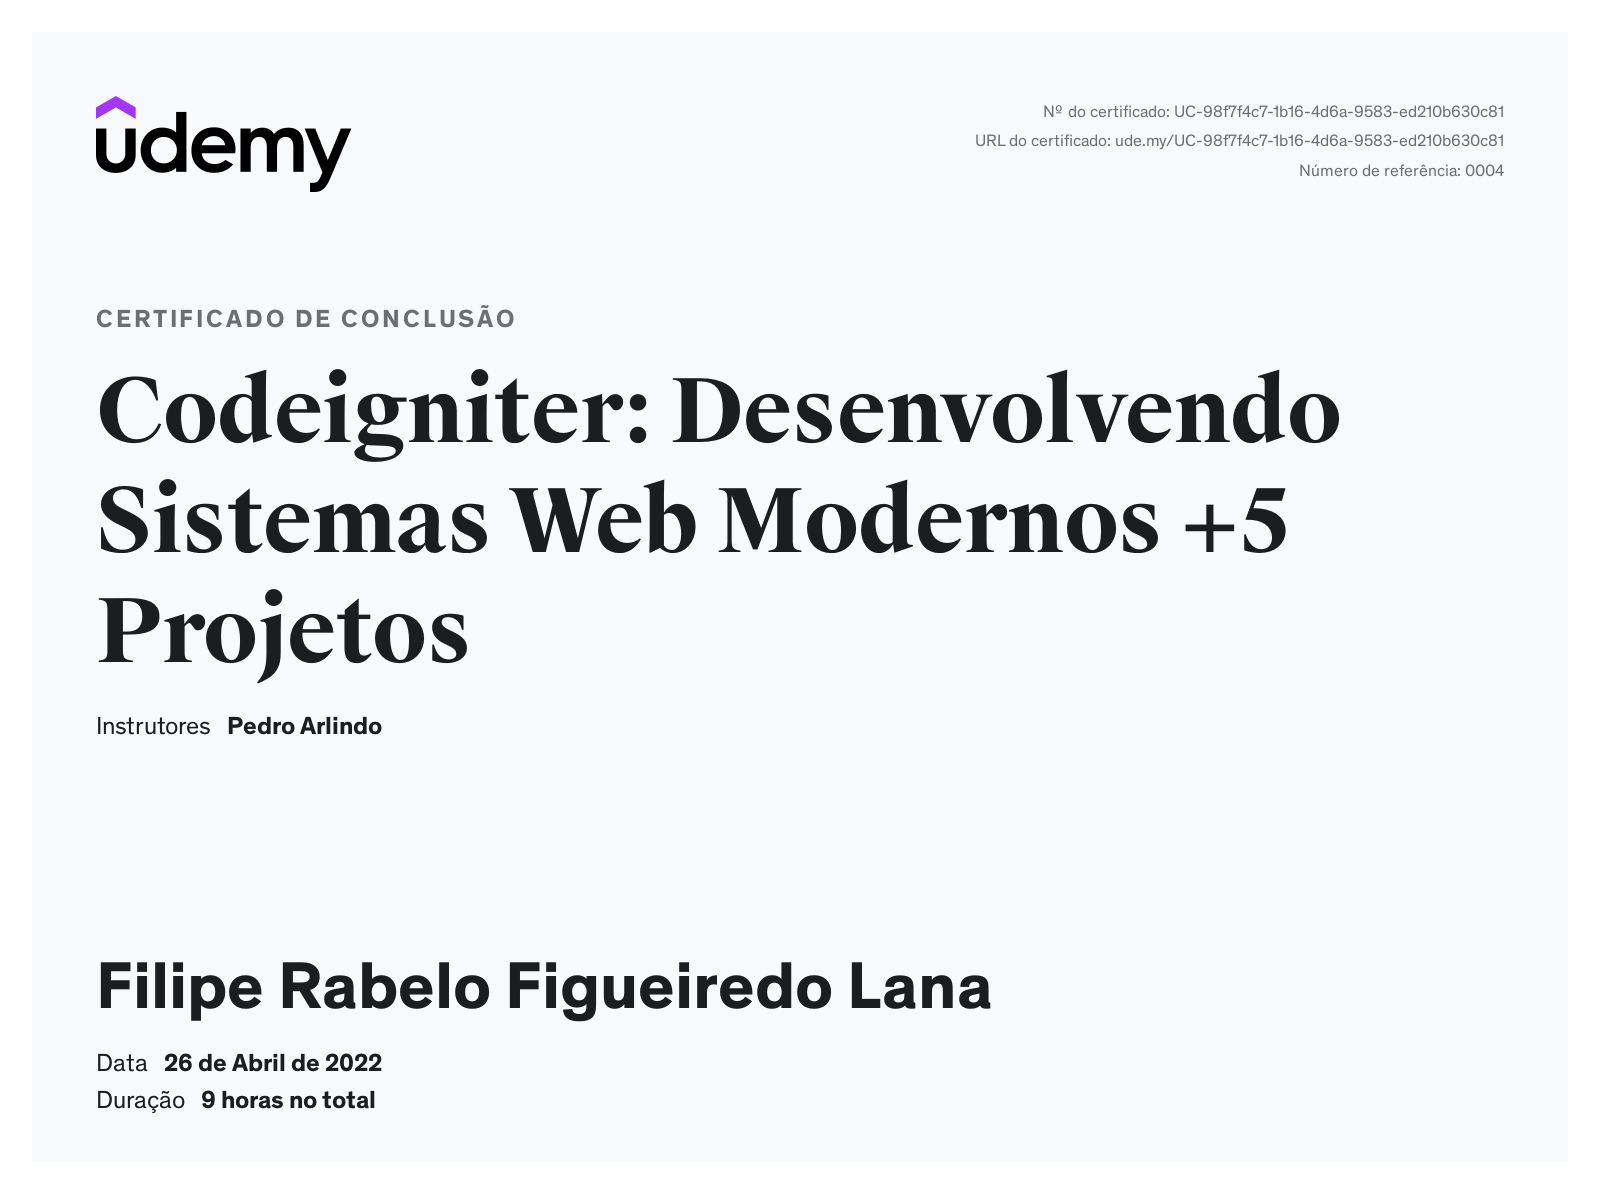 udemy
Nº do certificado: UC-98f7f4c7-1b16-4d6a-9583-ed210b630c81
URL do certificado: ude.my/UC-98f7f4c7-1b16-4d6a-9583-ed210b630c81
Número de referência: 0004
CERTIFICADO DE CONCLUSÃO
Codeigniter: Desenvolvendo
Sistemas Web Modernos +5
Projetos
Instrutores Pedro Arlindo
Filipe Rabelo Figueiredo Lana
Data 26 de Abril de 2022
Duração 9 horas no total